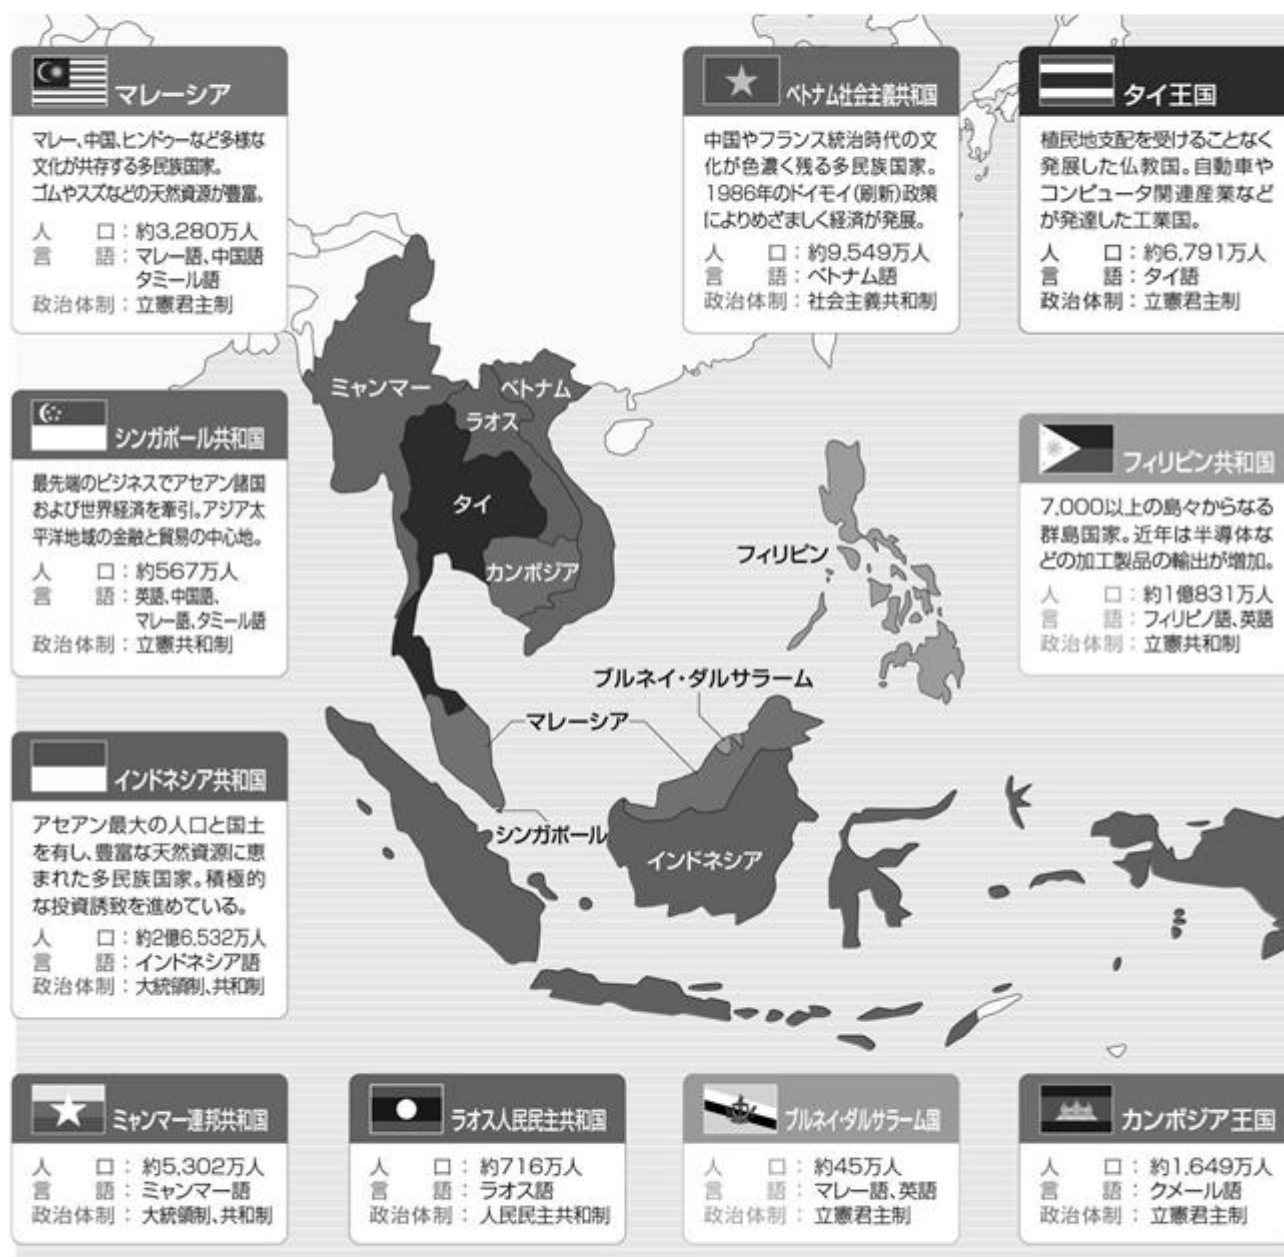 マレーシア
マレー、中国、ヒンドゥーなど多様な
文化が共存する多民族国家。
ゴムやスズなどの天然資源が豊富。
人　　口：約3,280万人
言　　語：マレー語、中国語
タミール語
政治体制：立憲君主制
ベトナム社会主義共和国
中国やフランス統治時代の文
化が色濃く残る多民族国家。
1986年のドイモイ(刷新)政策
によりめざましく経済が発展。
人　　口：約9,549万人
言　　語：ベトナム語
政治体制：社会主義共和制
タイ王国
植民地支配を受けることなく
発展した仏教国。自動車や
コンピュータ関連産業など
が発達した工業国。
人　　口：約6,791万人
言　　語：タイ語
政治体制：立憲君主制
シンガポール共和国
最先端のビジネスでアセアン諸国
および世界経済を牽引。アジア太
平洋地域の金融と貿易の中心地。
人　　口：約567万人
言　　語：英語、中国語、
マレー語、タミール語
政治体制：立憲共和制
フィリピン共和国
7,000以上の島々からなる
群島国家。近年は半導体な
どの加工製品の輸出が増加。
人　　口：約1億831万人
言　　語：フィリピノ語、英語
政治体制：立憲共和制
ミャンマー
ベトナム
ラオス
タイ
カンボジア
フィリピン
ブルネイ・ダルサラーム
マレーシア
シンガポール
インドネシア
インドネシア共和国
アセアン最大の人口と国土
を有し、豊富な天然資源に恵
まれた多民族国家。積極的
な投資誘致を進めている。
人　　口：約2億6,532万人
言　　語：インドネシア語
政治体制：大統領制、共和制
ミャンマー連邦共和国
人　　口：約5,302万人
言　　語：ミャンマー語
政治体制：大統領制、共和制
ラオス人民民主共和国
人　　口：約716万人
言　　語：ラオス語
政治体制：人民民主共和制
ブルネイ・ダルサラーム国
人　　口：約45万人
言　　語：マレー語、英語
政治体制：立憲君主制
カンボジア王国
人　　口：約1,649万人
言　　語：クメール語
政治体制：立憲君主制